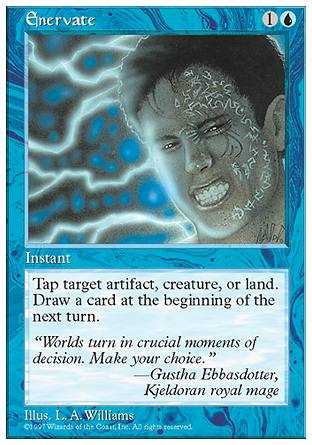 Enervate 1
Instant
Tap target artifact, creature, or land.
Draw a card at the beginning of the
next turn.
“Worlds turn in crucial moments of
decision. Make your choice.”
—Gustha Ebbasdotter,
Kjeldoran royal mage
Illus. L. A. Williams
©1997 Wizards of the Coast, Inc. All rights reserved.